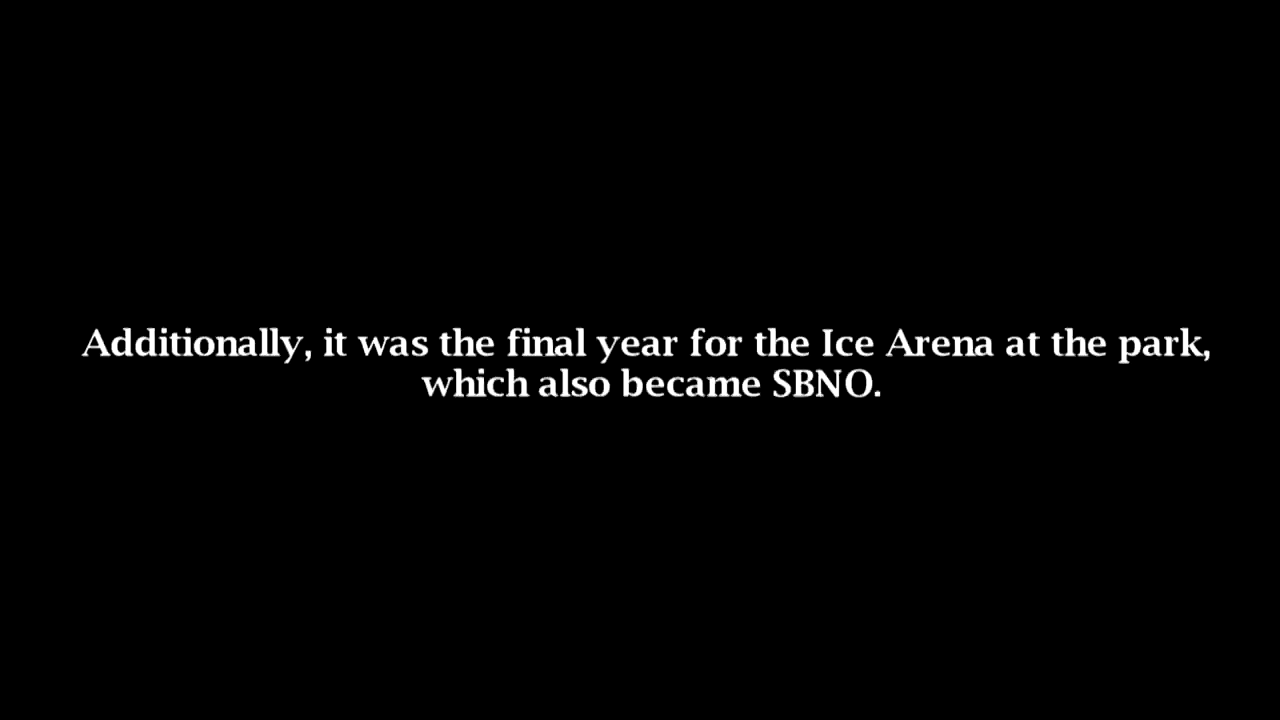 Additionally, it was the final year for the Ice Arena at the park,
which also became SBNO.